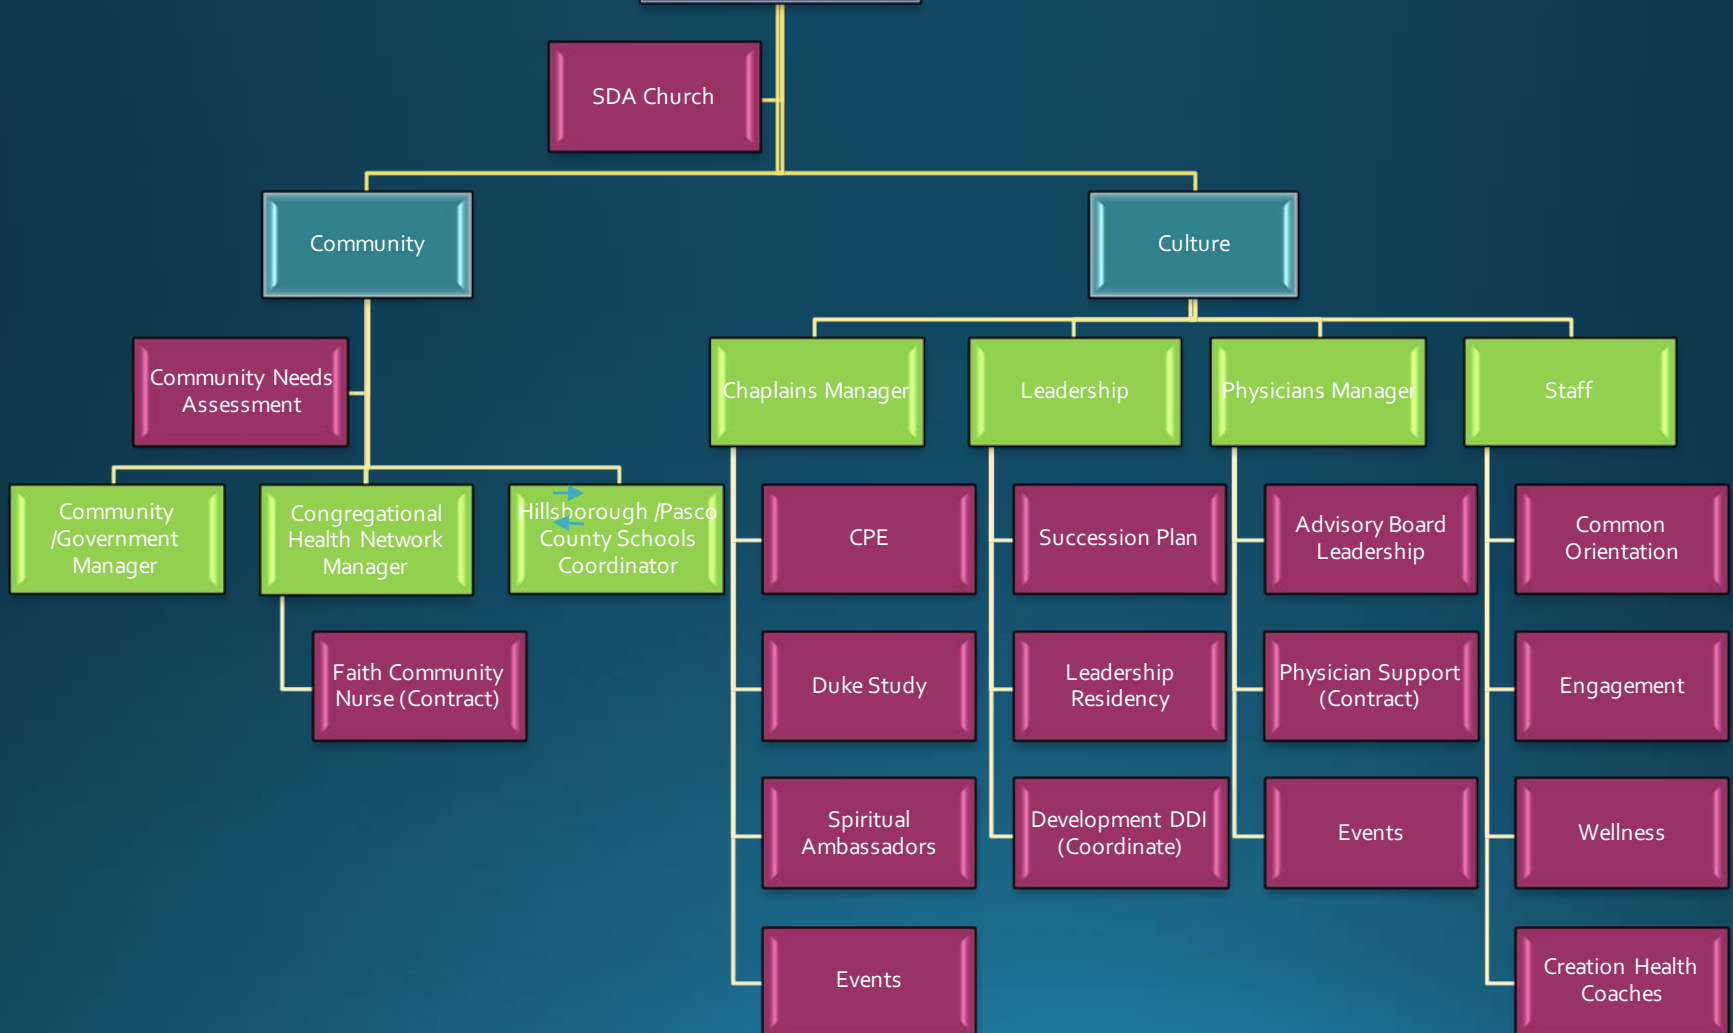 SDA Church
Community
Culture
Community Needs
Assessment
Chaplains Manager
Leadership
Physicians Manager
Staff
Community
/Government
Manager
Congregational
Health Network
Manager
Hillsborough /Pasco
County Schools
Coordinator
CPE
Succession Plan
Advisory Board
Leadership
Common
Orientation
Faith Community
Nurse (Contract)
Duke Study
Leadership
Residency
Physician Support
(Contract)
Engagement
Spiritual
Ambassadors
Development DDI
(Coordinate)
Events
Wellness
Events
Creation Health
Coaches